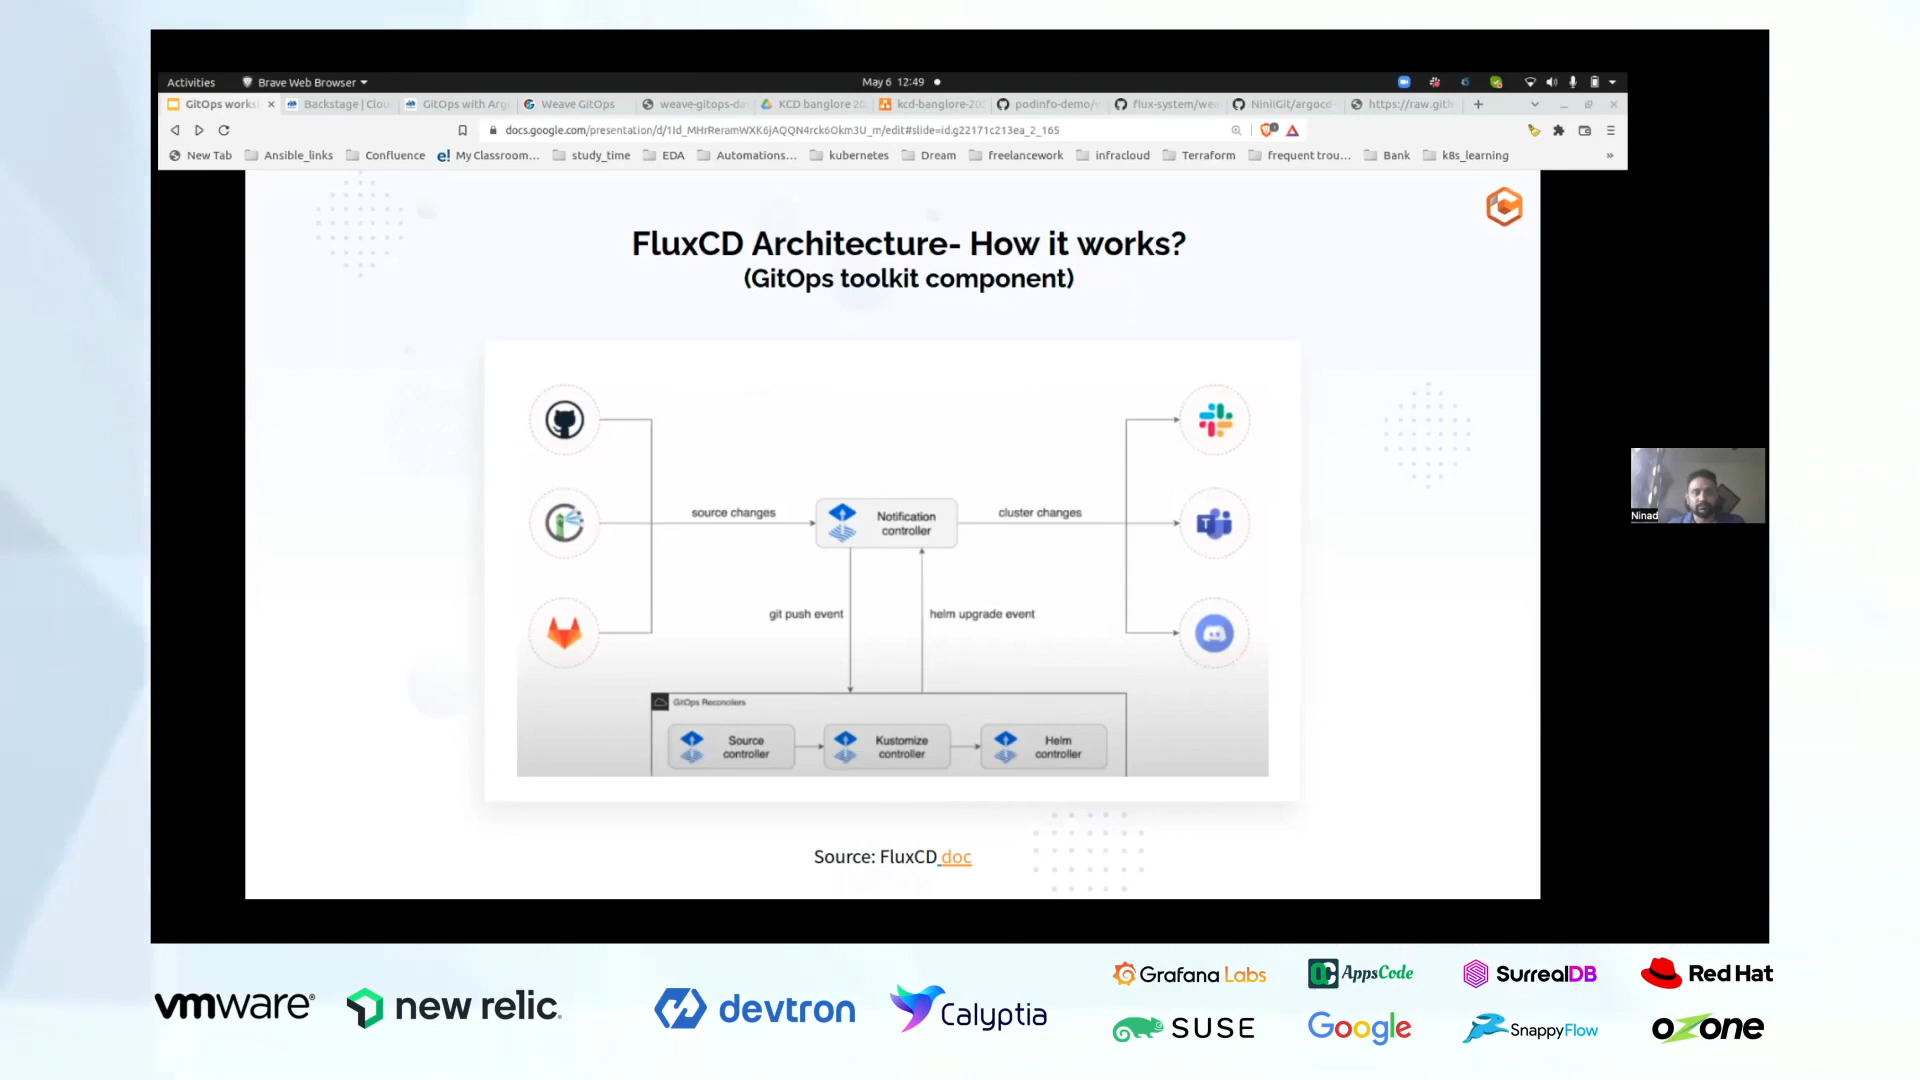 Activities Brave Web Browser May 6 12:49
GitOps works Backstage | Clou GitOps with Arg Weave GitOps weave-gitops-da KCD banglore 20 kcd-banglore-202 podinfo-demo/ flux-system/wea NiniiGit/argocd- https://raw.gith
docs.google.com/presentation/d/1Id_MHrReramWXK6jAQQN4rck6Okm3U_m/edit#slide=id.g22171c213ea_2_165
New Tab Ansible_links Confluence My Classroom... study_time EDA Automations... kubernetes Dream freelancework infracloud Terraform frequent trou... Bank k8s_learning »
FluxCD Architecture- How it works?
(GitOps toolkit component)
source changes
Notification
controller
cluster changes
git push event
helm upgrade event
GitOps Reconcilers
Source
controller
Kustomize
controller
Helm
controller
Source: FluxCD doc
Ninad
vmware®
new relic.
devtron
Calyptia
Grafana Labs
AppsCode
SurrealDB
Red Hat
SUSE
Google
SnappyFlow
ozone